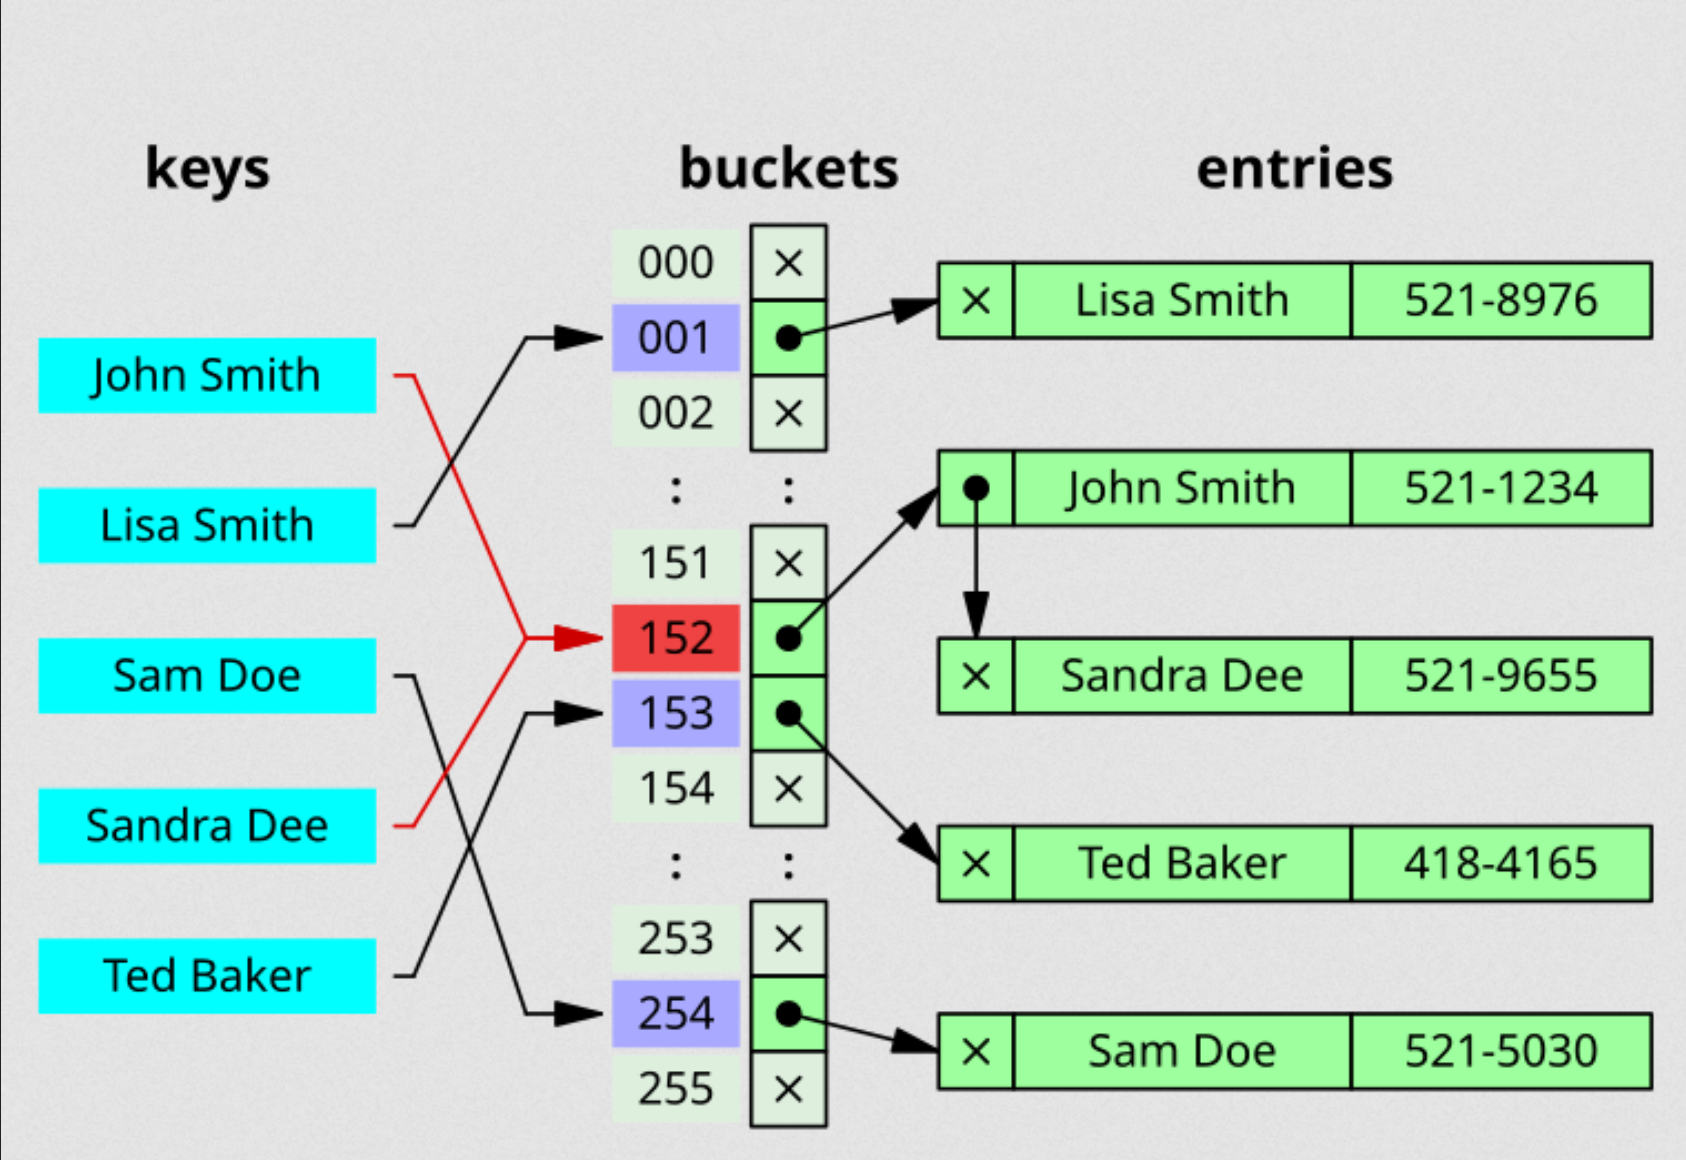 keys
buckets
entries
John Smith
Lisa Smith
Sam Doe
Sandra Dee
Ted Baker
000 ×
001
002 ×
: :
151 ×
152
153
154 ×
: :
253 ×
254
255 ×
× Lisa Smith 521-8976
John Smith 521-1234
× Sandra Dee 521-9655
× Ted Baker 418-4165
× Sam Doe 521-5030